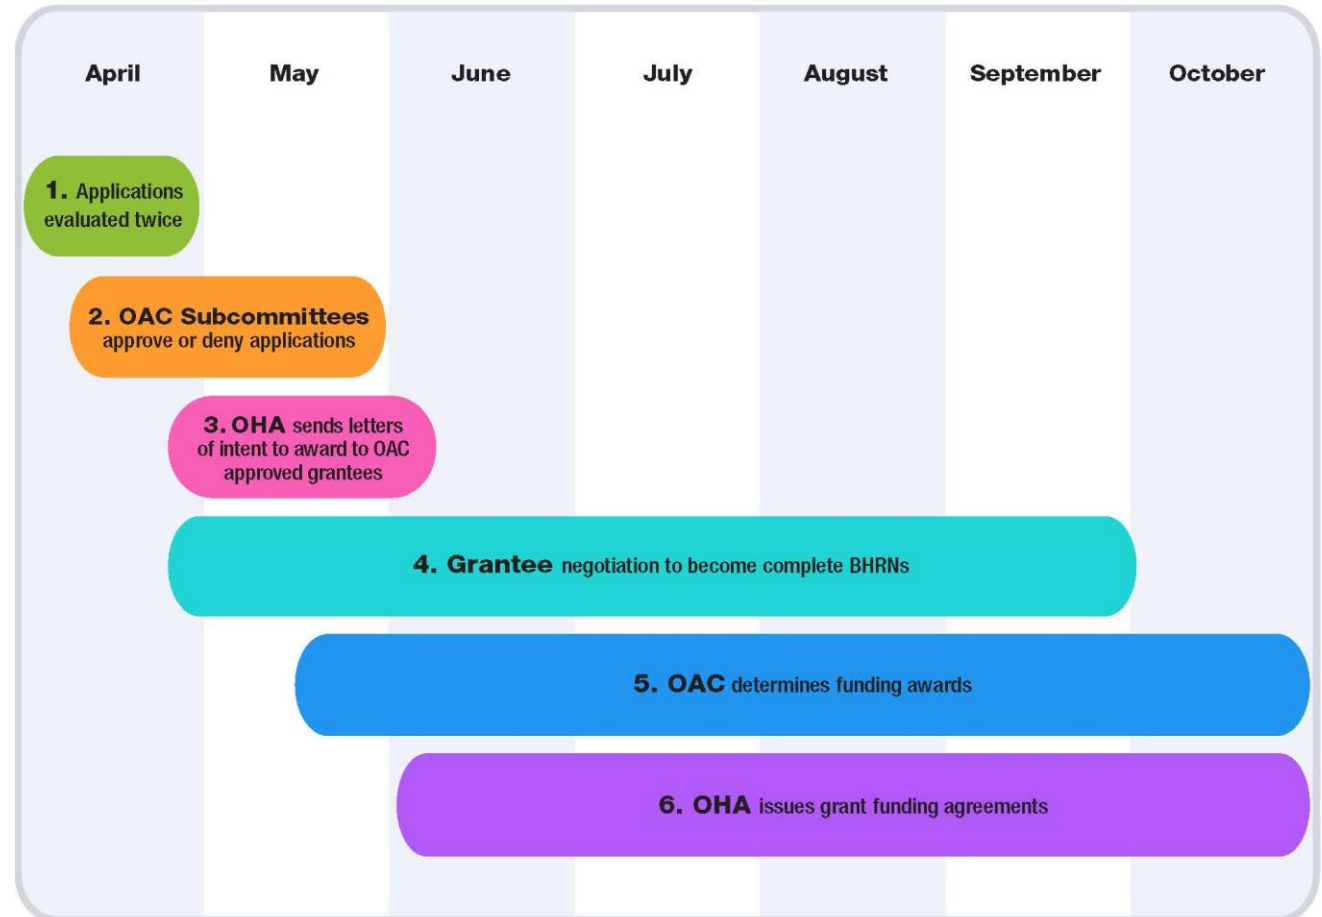 April May June July August September October
1. Applications
evaluated twice
2. OAC Subcommittees
approve or deny applications
3. OHA sends letters
of intent to award to OAC
approved grantees
4. Grantee negotiation to become complete BHRNs
5. OAC determines funding awards
6. OHA issues grant funding agreements